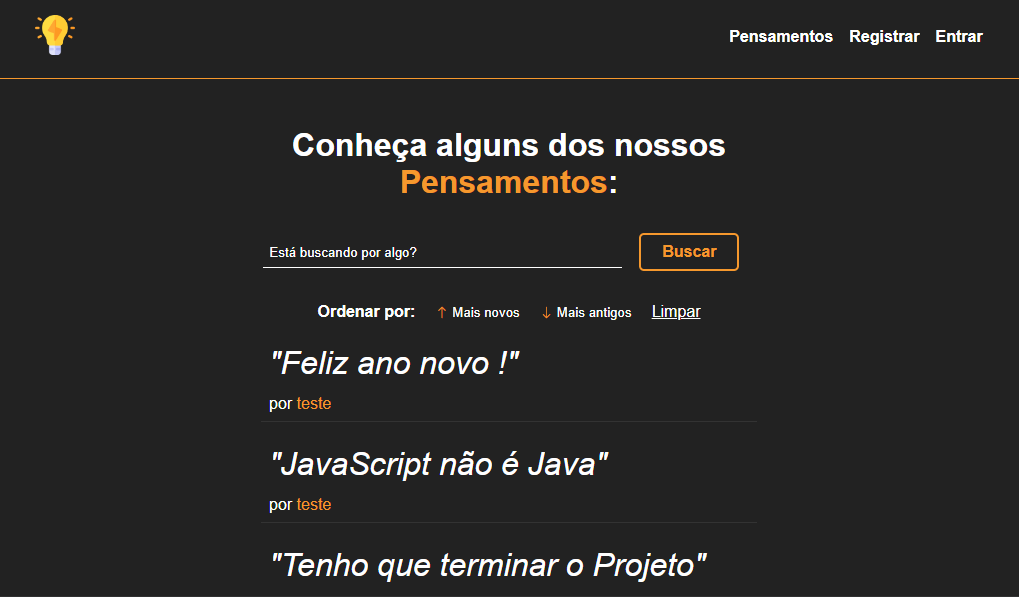 Pensamentos Registrar Entrar
Conheça alguns dos nossos
Pensamentos:
Está buscando por algo? Buscar
Ordenar por: ↑ Mais novos ↓ Mais antigos Limpar
"Feliz ano novo !"
por teste
"JavaScript não é Java"
por teste
"Tenho que terminar o Projeto"